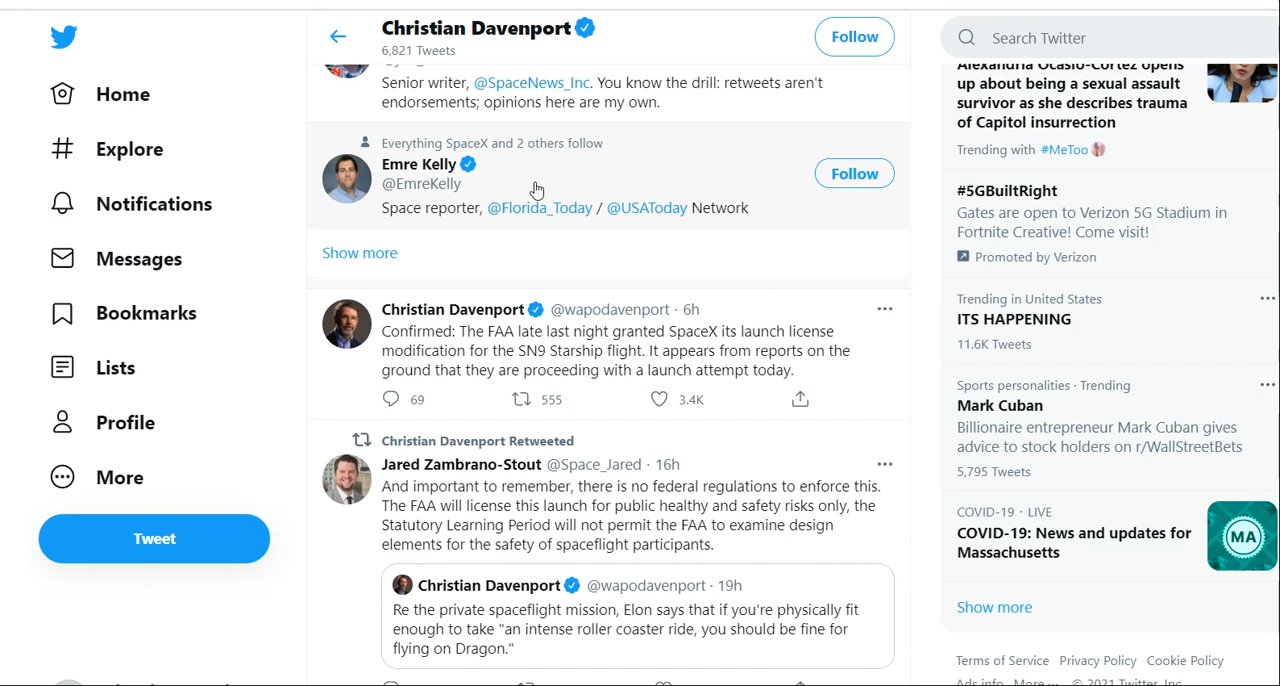 Home
Explore
Notifications
Messages
Bookmarks
Lists
Profile
More
Tweet
Christian Davenport
6,821 Tweets
Follow
Senior writer, @SpaceNews_Inc. You know the drill: retweets aren't
endorsements; opinions here are my own.
Everything SpaceX and 2 others follow
Emre Kelly
@EmreKelly
Follow
Space reporter, @Florida_Today / @USAToday Network
Show more
Christian Davenport @wapodavenport · 6h
Confirmed: The FAA late last night granted SpaceX its launch license
modification for the SN9 Starship flight. It appears from reports on the
ground that they are proceeding with a launch attempt today.
69 555 3.4K
Christian Davenport Retweeted
Jared Zambrano-Stout @Space_Jared · 16h
And important to remember, there is no federal regulations to enforce this.
The FAA will license this launch for public healthy and safety risks only, the
Statutory Learning Period will not permit the FAA to examine design
elements for the safety of spaceflight participants.
Christian Davenport @wapodavenport · 19h
Re the private spaceflight mission, Elon says that if you're physically fit
enough to take "an intense roller coaster ride, you should be fine for
flying on Dragon."
Search Twitter
Alexandria Ocasio-Cortez opens
up about being a sexual assault
survivor as she describes trauma
of Capitol insurrection
Trending with #MeToo
#5GBuiltRight
Gates are open to Verizon 5G Stadium in
Fortnite Creative! Come visit!
Promoted by Verizon
Trending in United States
ITS HAPPENING
11.6K Tweets
Sports personalities · Trending
Mark Cuban
Billionaire entrepreneur Mark Cuban gives
advice to stock holders on r/WallStreetBets
5,795 Tweets
COVID-19 · LIVE
COVID-19: News and updates for
Massachusetts
MA
Show more
Terms of Service Privacy Policy Cookie Policy
Ads info More ... © 2021 Twitter, Inc.